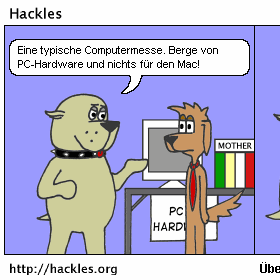 Hackles
Eine typische Computermesse. Berge von
PC-Hardware und nichts für den Mac!
MOTHER
PC
HARD
http://hackles.org